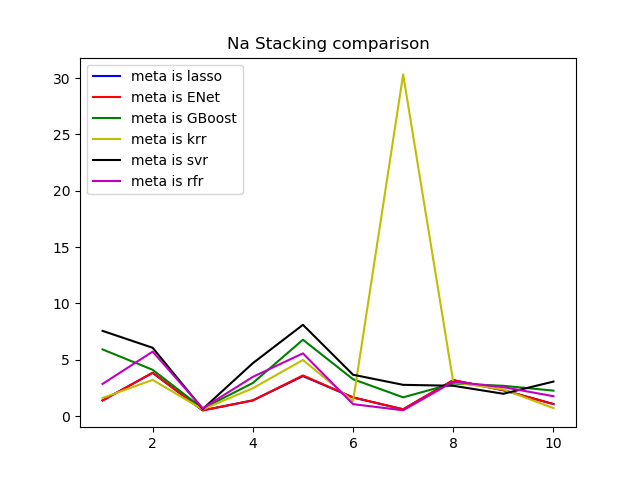 Na Stacking comparison
meta is lasso
meta is ENet
meta is GBoost
meta is krr
meta is svr
meta is rfr
30
25
20
15
10
5
0
2 4 6 8 10